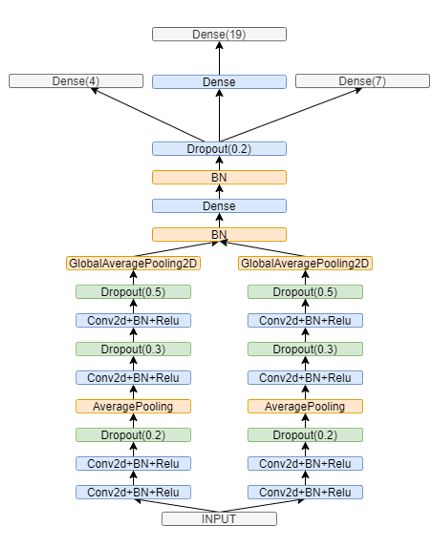 Dense(19)
Dense(4)
Dense
Dense(7)
Dropout(0.2)
BN
Dense
BN
GlobalAveragePooling2D GlobalAveragePooling2D
Dropout(0.5) Dropout(0.5)
Conv2d+BN+Relu Conv2d+BN+Relu
Dropout(0.3) Dropout(0.3)
Conv2d+BN+Relu Conv2d+BN+Relu
AveragePooling AveragePooling
Dropout(0.2) Dropout(0.2)
Conv2d+BN+Relu Conv2d+BN+Relu
Conv2d+BN+Relu Conv2d+BN+Relu
INPUT